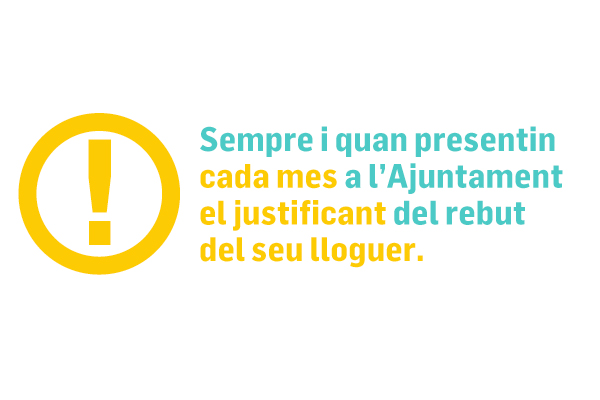 Sempre i quan presentin
cada mes a l'Ajuntament
el justificant del rebut
del seu lloguer.